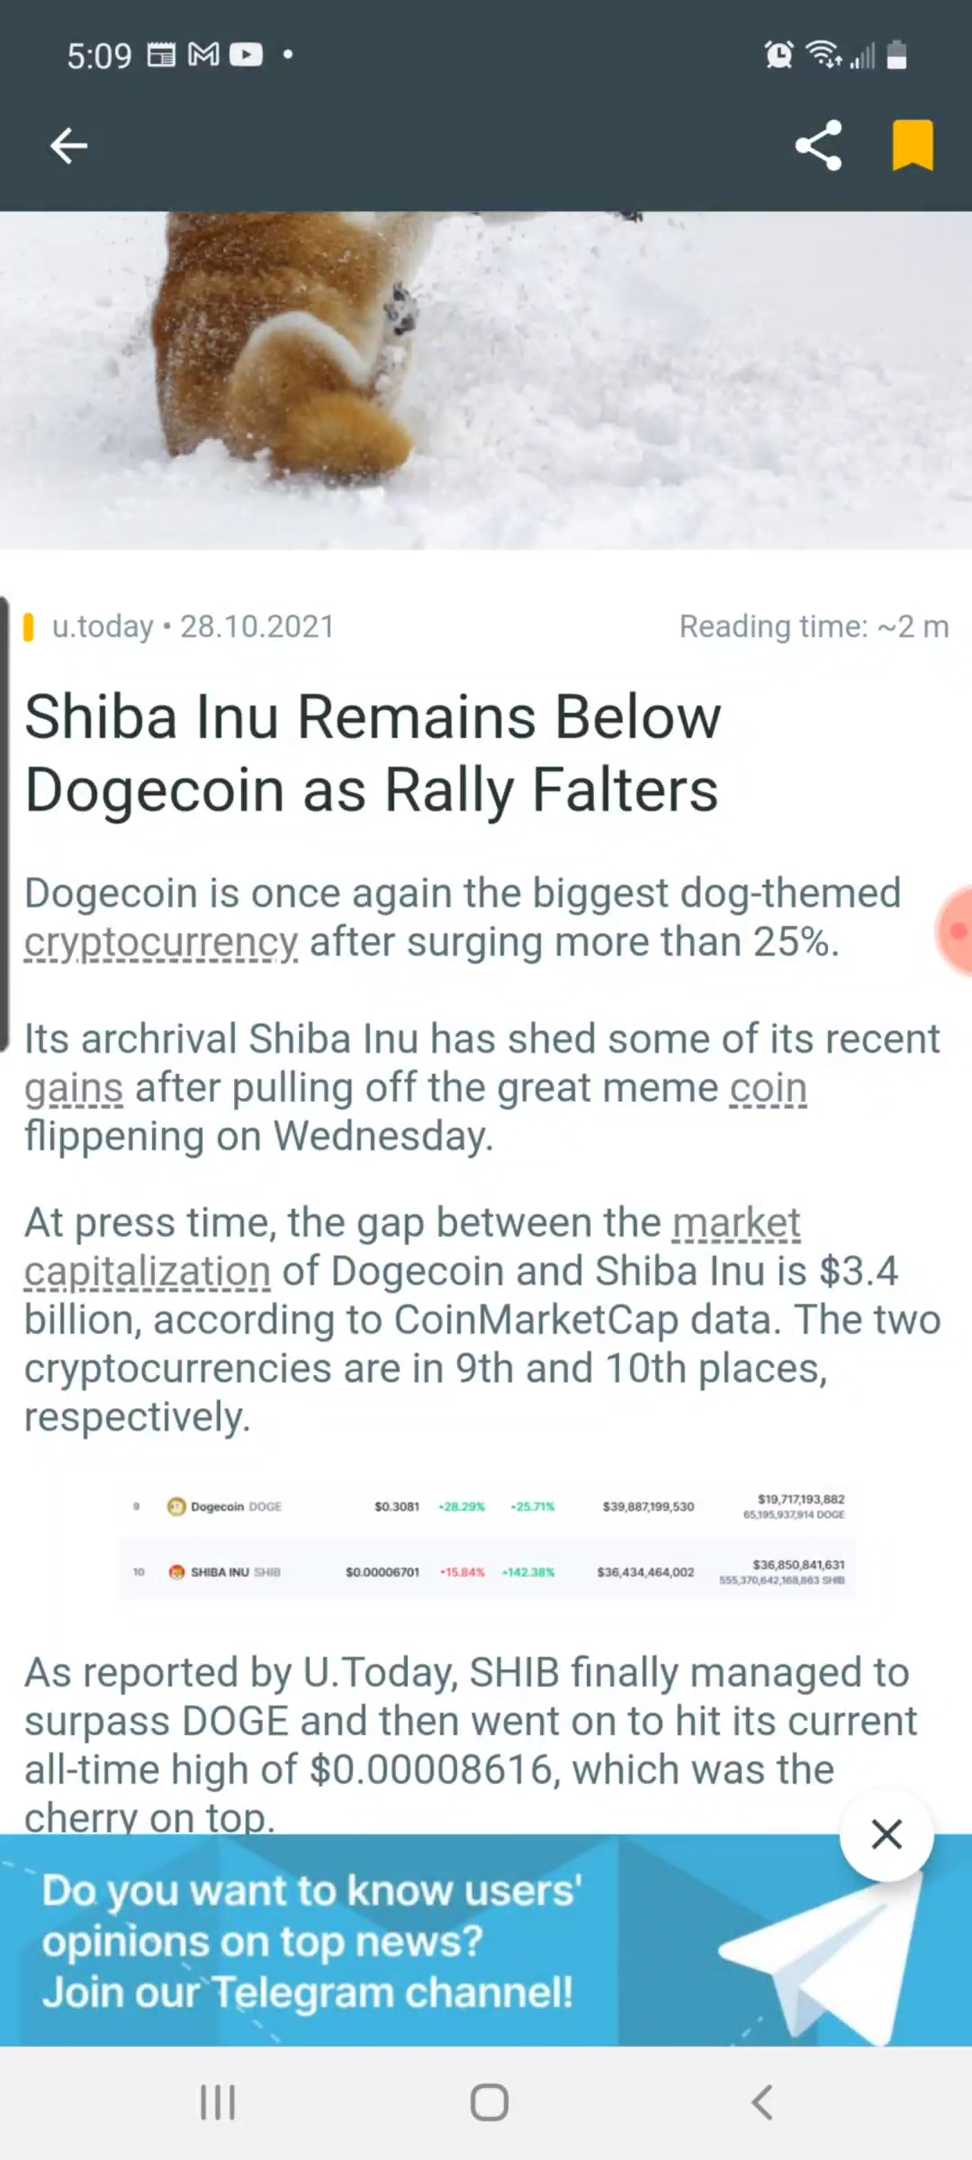 5:09
u.today • 28.10.2021
Reading time: ~2 m
Shiba Inu Remains Below
Dogecoin as Rally Falters
Dogecoin is once again the biggest dog-themed
cryptocurrency after surging more than 25%.
Its archrival Shiba Inu has shed some of its recent
gains after pulling off the great meme coin
flippening on Wednesday.
At press time, the gap between the market
capitalization of Dogecoin and Shiba Inu is $3.4
billion, according to CoinMarketCap data. The two
cryptocurrencies are in 9th and 10th places,
respectively.
9 Dogecoin DOGE $0.3081 28.29% 25.71% $39,887,199,530 $19,717,193,882
65,195,937,914 DOGE
10 SHIBA INU SHIB $0.00006701 15.84% 142.38% $36,434,464,002 $36,850,841,631
555,370,642,168,863 SHIB
As reported by U.Today, SHIB finally managed to
surpass DOGE and then went on to hit its current
all-time high of $0.00008616, which was the
cherry on top.
Do you want to know users'
opinions on top news?
Join our Telegram channel!